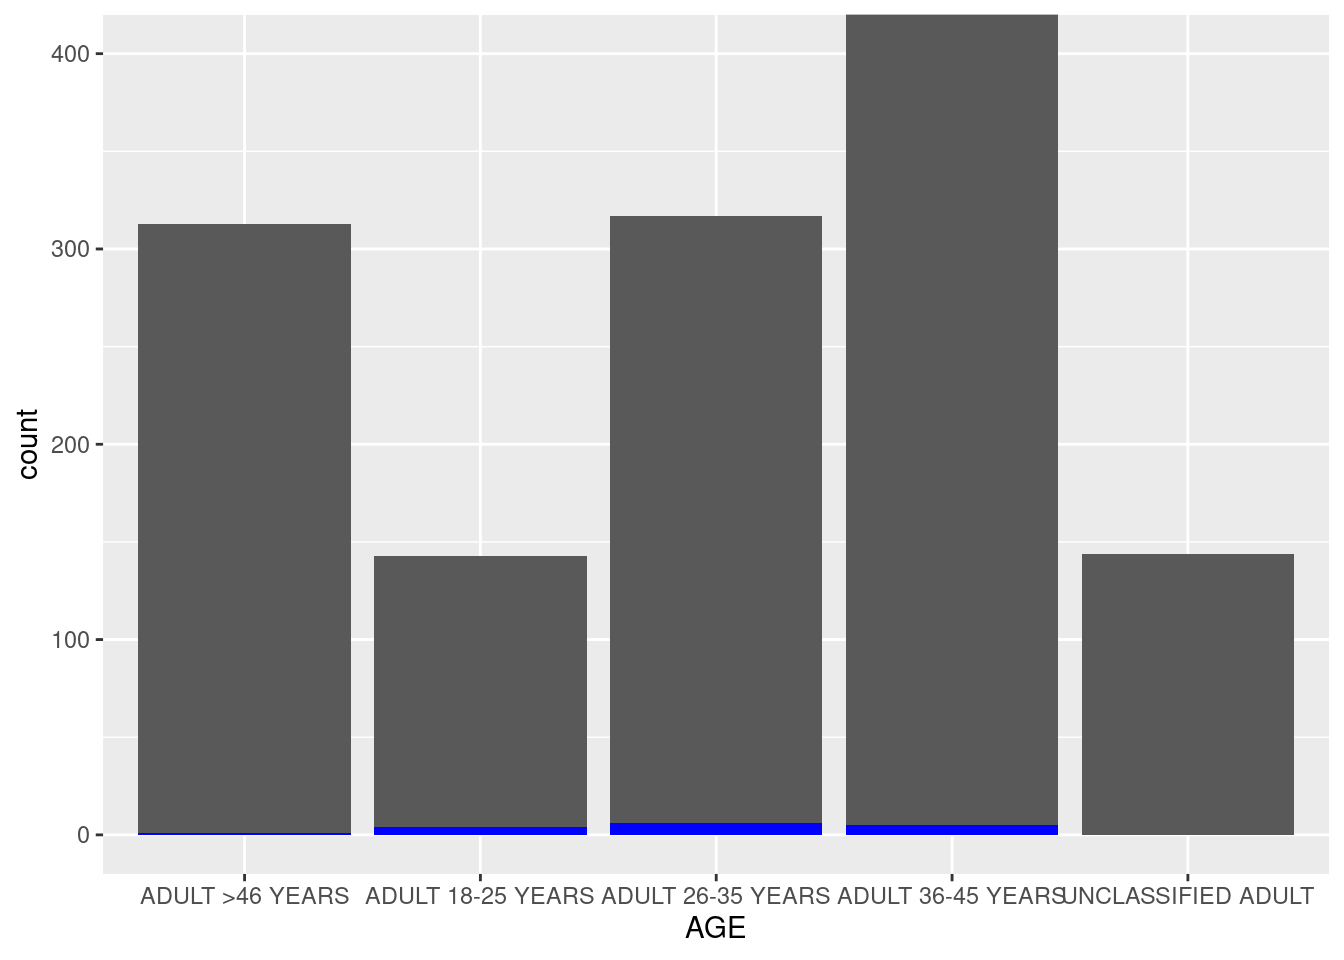 400
300
200
100
0
count
ADULT >46 YEARS
ADULT 18-25 YEARS
ADULT 26-35 YEARS
ADULT 36-45 YEARS
UNCLASSIFIED ADULT
AGE